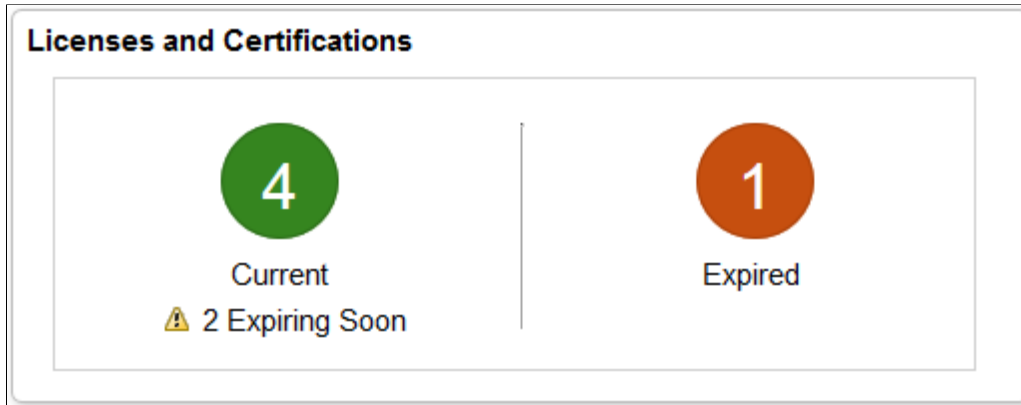 Licenses and Certifications
4
Current
2 Expiring Soon
1
Expired